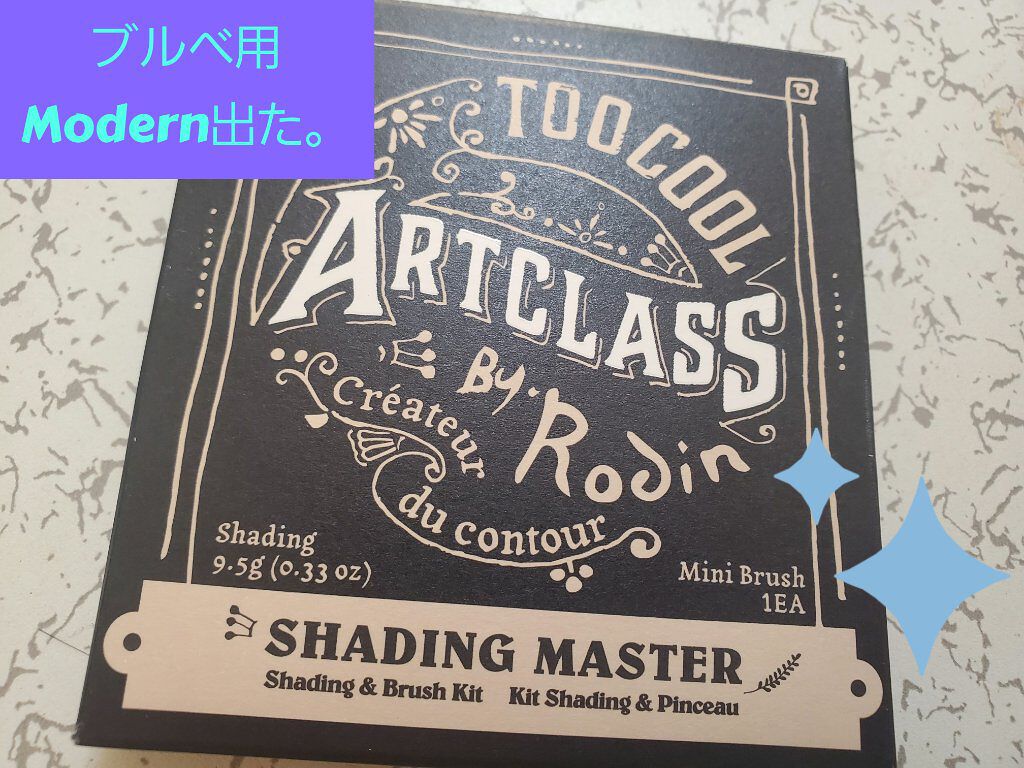 ブルベ用
Modern出た。
TOO COOL
ARTCLASS
By. Rodin
Créateur
du contour
Shading
9.5g (0.33 oz)
Mini Brush
1EA
SHADING MASTER
Shading & Brush Kit Kit Shading & Pinceau